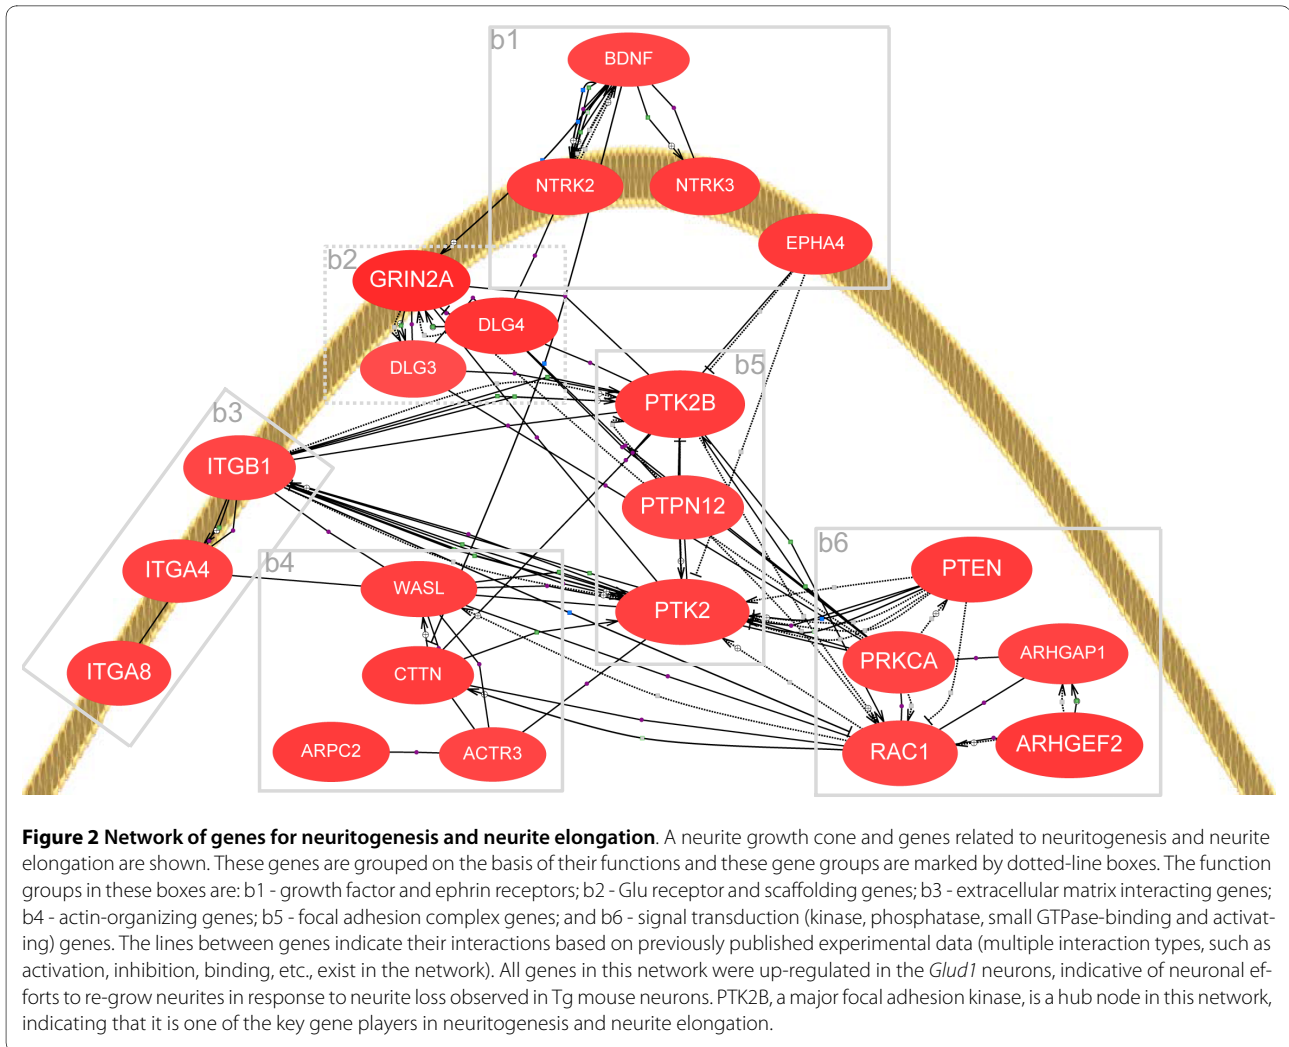 b1
BDNF
NTRK2
NTRK3
EPHA4
b2
GRIN2A
DLG4
DLG3
b5
PTK2B
b3
ITGB1
PTPN12
b6
b4
ITGA4
WASL
PTK2
PTEN
ITGA8
CTTN
PRKCA
ARHGAP1
ARPC2
ACTR3
RAC1
ARHGEF2
Figure 2 Network of genes for neuritogenesis and neurite elongation. A neurite growth cone and genes related to neuritogenesis and neurite
elongation are shown. These genes are grouped on the basis of their functions and these gene groups are marked by dotted-line boxes. The function
groups in these boxes are: b1 - growth factor and ephrin receptors; b2 - Glu receptor and scaffolding genes; b3 - extracellular matrix interacting genes;
b4 - actin-organizing genes; b5 - focal adhesion complex genes; and b6 - signal transduction (kinase, phosphatase, small GTPase-binding and activat-
ing) genes. The lines between genes indicate their interactions based on previously published experimental data (multiple interaction types, such as
activation, inhibition, binding, etc., exist in the network). All genes in this network were up-regulated in the Glud1 neurons, indicative of neuronal ef-
forts to re-grow neurites in response to neurite loss observed in Tg mouse neurons. PTK2B, a major focal adhesion kinase, is a hub node in this network,
indicating that it is one of the key gene players in neuritogenesis and neurite elongation.